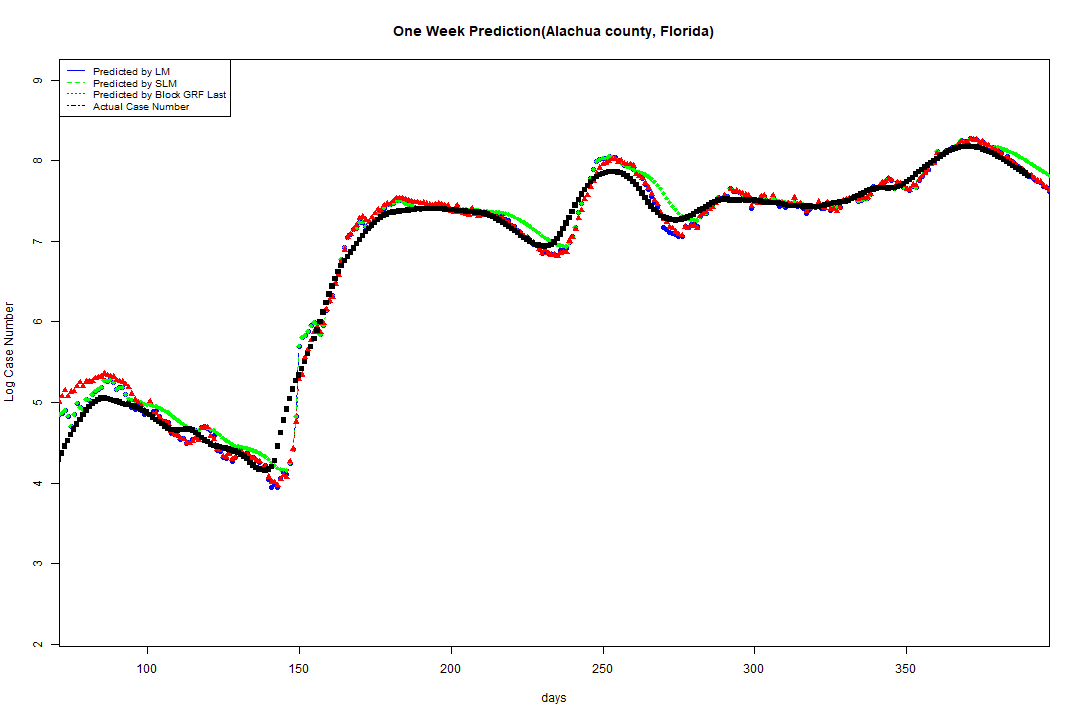 One Week Prediction(Alachua county, Florida)
Predicted by LM
Predicted by SLM
Predicted by Block GRF Last
Actual Case Number
9
8
7
6
5
4
3
2
Log Case Number
100 150 200 250 300 350
days